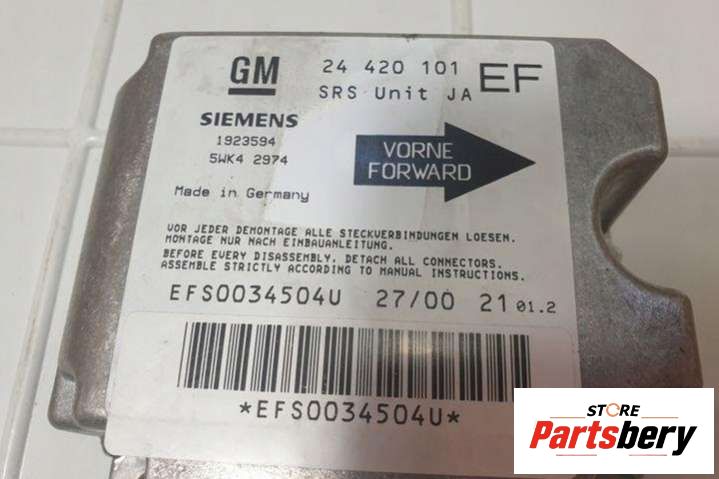 GM
24 420 101 EF
SRS Unit JA
SIEMENS
1923594
5WK4 2974
VORNE
FORWARD
Made in Germany
VOR JEDER DEMONTAGE ALLE STECKVERBINDUNGEN LOESEN.
MONTAGE NUR NACH EINBAUANLEITUNG.
BEFORE EVERY DISASSEMBLY, DETACH ALL CONNECTORS.
ASSEMBLE STRICTLY ACCORDING TO MANUAL INSTRUCTIONS.
EFS0034504U 27/00 21 01.2
*EFS0034504U*
STORE
Partsbery